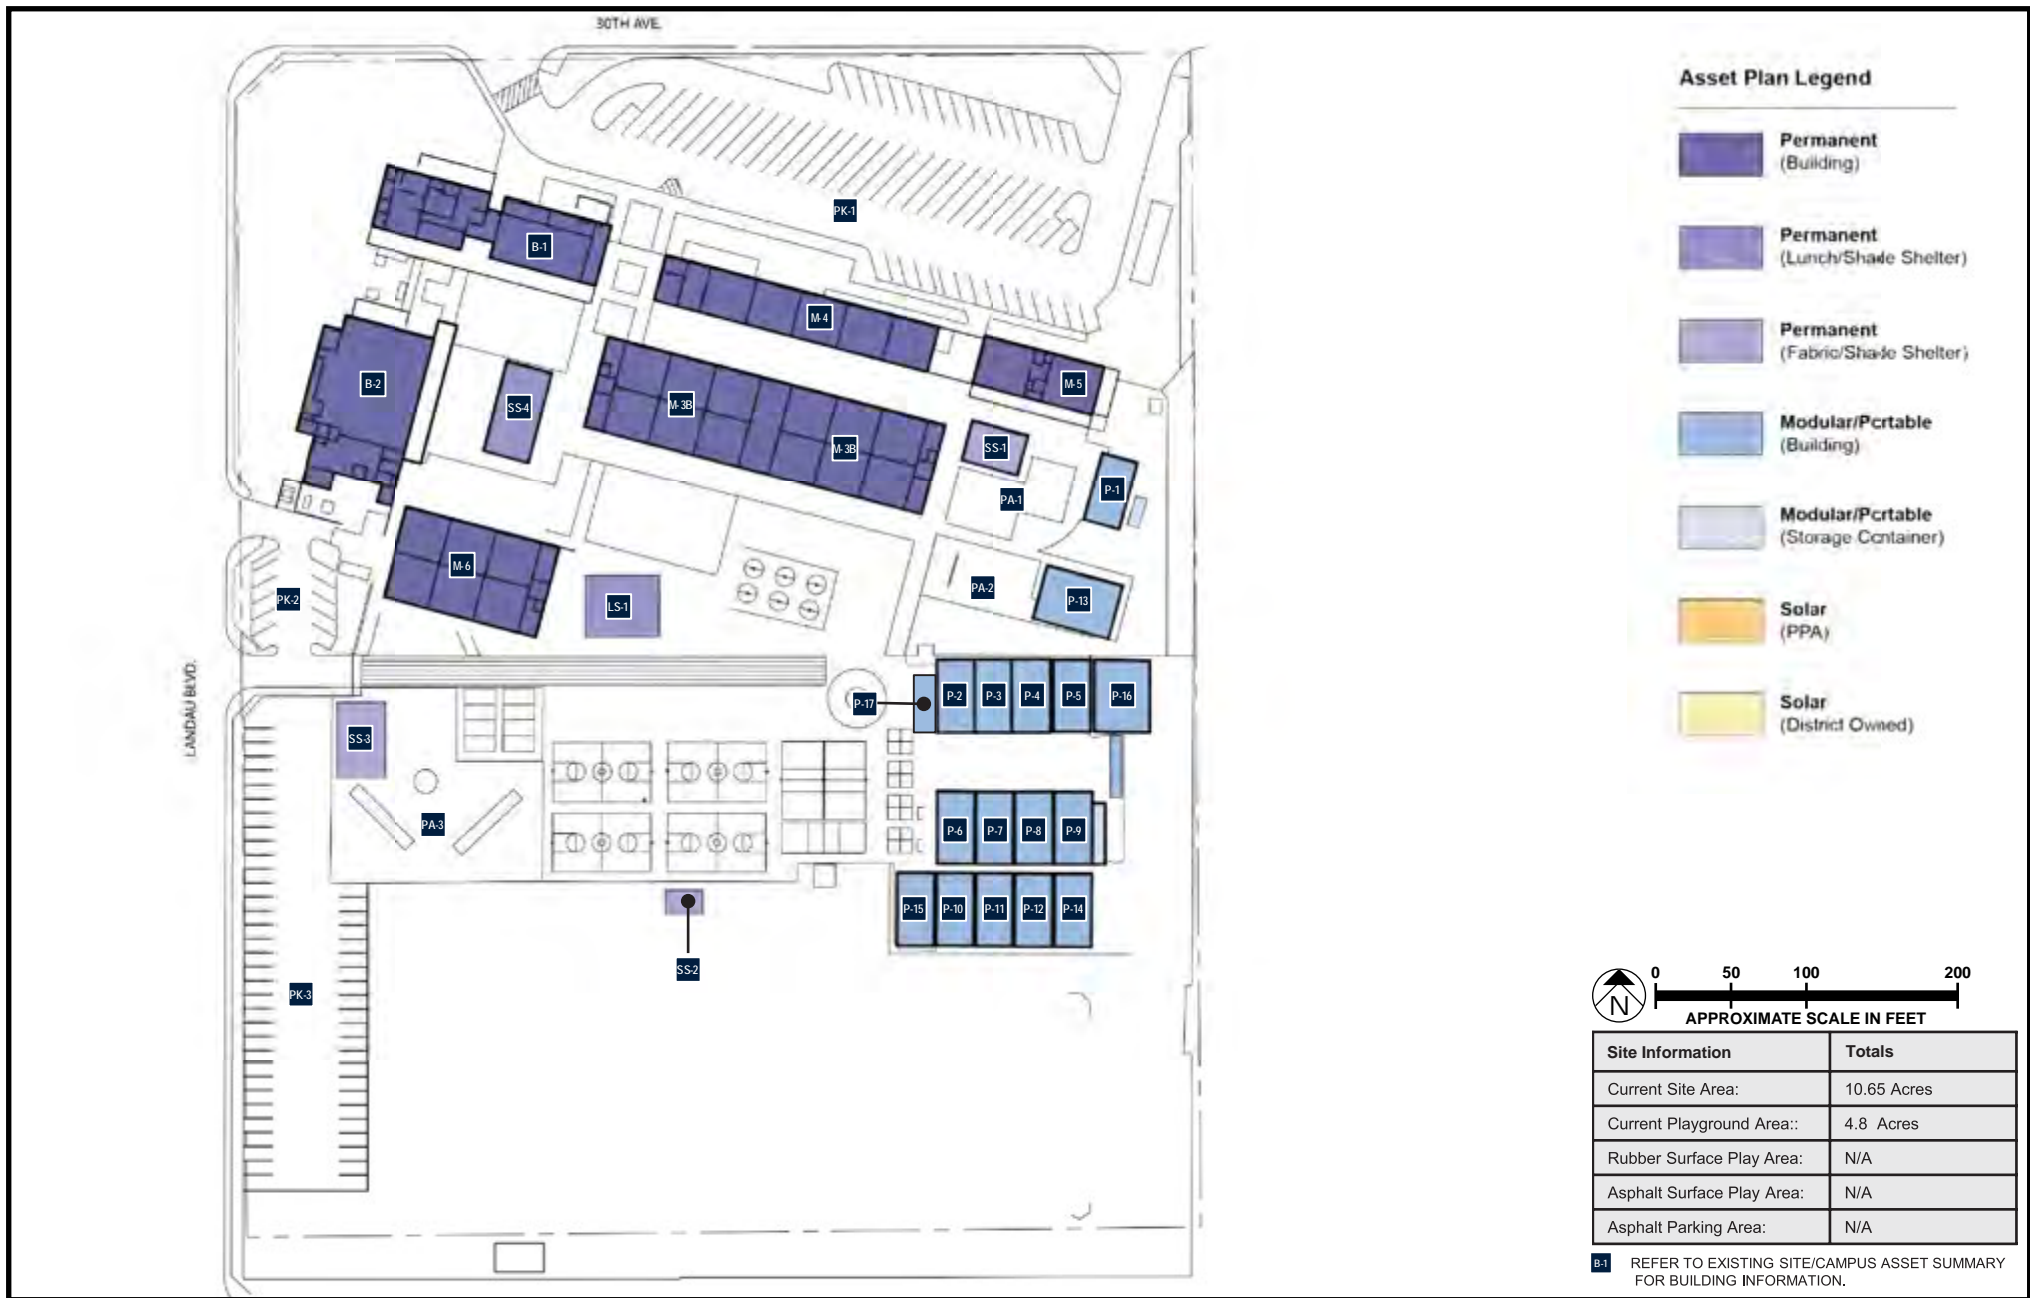 30TH AVE.
Asset Plan Legend
Permanent
(Building)
Permanent
(Lunch/Shade Shelter)
Permanent
(Fabric/Shade Shelter)
Modular/Portable
(Building)
Modular/Portable
(Storage Container)
Solar
(PPA)
Solar
(District Owned)
PK-1
B-1
M-4
B-2
M-5
SS-4
M-3B
M-3B
SS-1
P-1
PA-1
M-6
PK-2
LS-1
PA-2
P-13
LANDAU BLVD.
P-17
P-2
P-3
P-4
P-5
P-16
SS-3
PA-3
P-6
P-7
P-8
P-9
P-15
P-10
P-11
P-12
P-14
SS-2
PK-3
N
0 50 100 200
APPROXIMATE SCALE IN FEET
Site Information Totals
Current Site Area: 10.65 Acres
Current Playground Area:: 4.8 Acres
Rubber Surface Play Area: N/A
Asphalt Surface Play Area: N/A
Asphalt Parking Area: N/A
B-1 REFER TO EXISTING SITE/CAMPUS ASSET SUMMARY
FOR BUILDING INFORMATION.